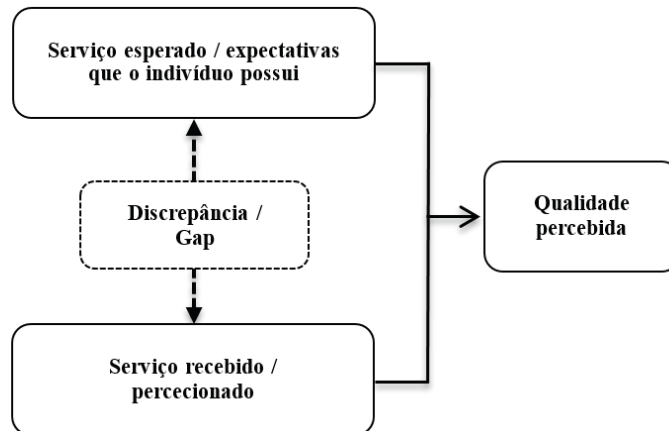 Serviço esperado / expectativas
que o indivíduo possui
Discrepância /
Gap
Qualidade
percebida
Serviço recebido /
percecionado